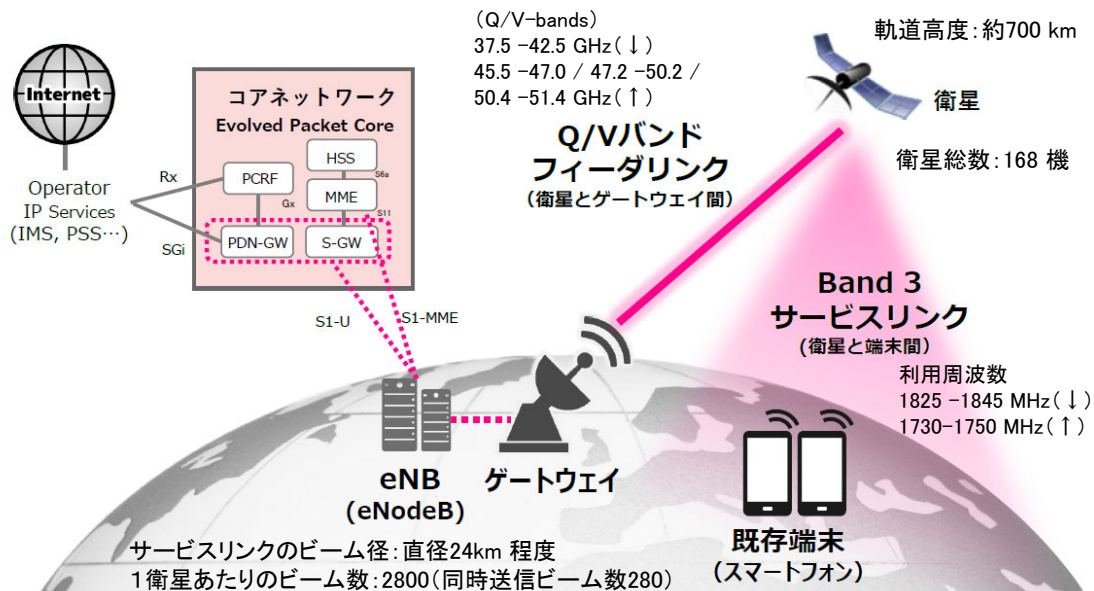 (Q/V-bands)
37.5 -42.5 GHz(↓)
45.5 -47.0 / 47.2 -50.2 /
50.4 -51.4 GHz(↑)
軌道高度:約700 km
Internet
コアネットワーク
Evolved Packet Core
HSS
S6a
PCRF
MME
Gx
S11
PDN-GW
S-GW
Rx
SGi
Operator
IP Services
(IMS, PSS…)
Q/Vバンド
フィーダリンク
(衛星とゲートウェイ間)
衛星
衛星総数:168 機
S1-U
S1-MME
Band 3
サービスリンク
(衛星と端末間)
利用周波数
1825 -1845 MHz(↓)
1730-1750 MHz(↑)
eNB
(eNodeB)
ゲートウェイ
既存端末
(スマートフォン)
サービスリンクのビーム径:直径24km 程度
1衛星あたりのビーム数:2800(同時送信ビーム数280)